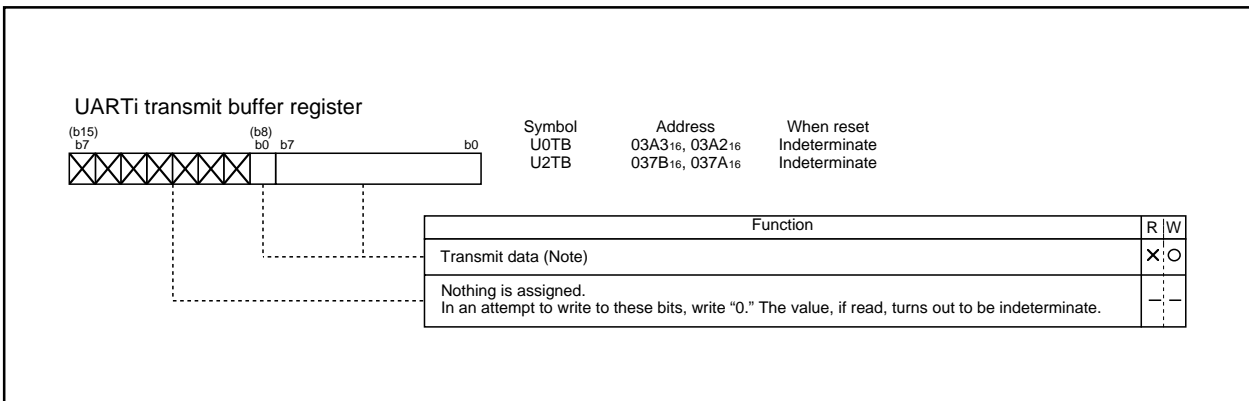 UARTi transmit buffer register
(b15) (b8)
b7 b0 b7 b0
Symbol Address When reset
U0TB 03A3₁₆, 03A2₁₆ Indeterminate
U2TB 037B₁₆, 037A₁₆ Indeterminate
Function R W
Transmit data (Note) ✕ ○
Nothing is assigned.
In an attempt to write to these bits, write “0.” The value, if read, turns out to be indeterminate. – –